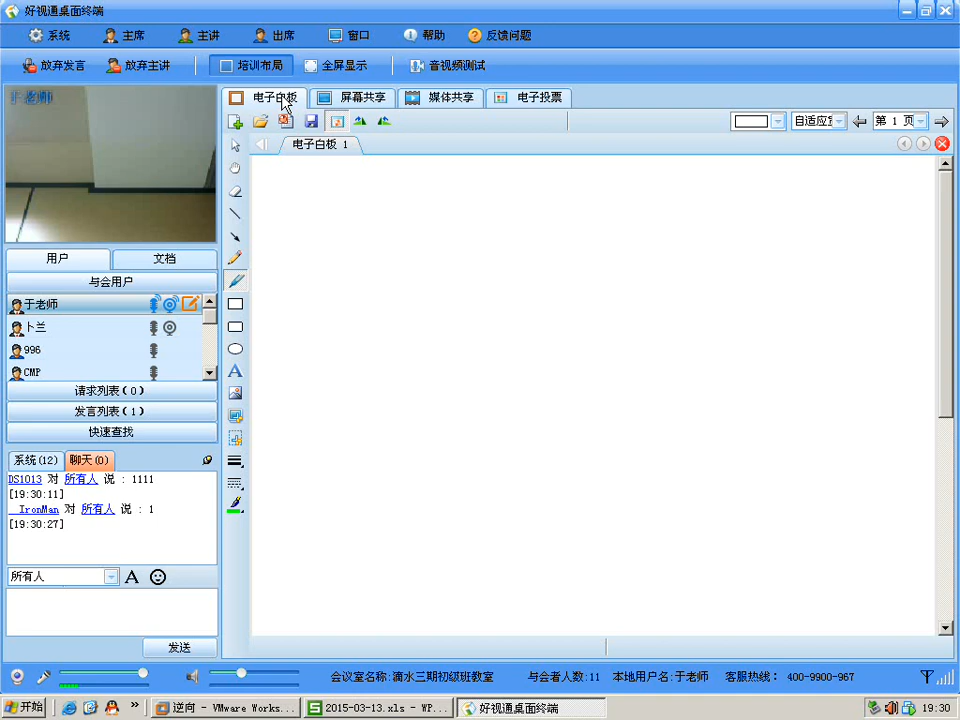 好视通桌面终端
系统 主席 主讲 出席 窗口 帮助 反馈问题
放弃发言 放弃主讲 培训布局 全屏显示 音视频测试
于老师
电子白板 屏幕共享 媒体共享 电子投票
自适应 第 1 页
电子白板 1
用户 文档
与会用户
于老师
卜兰
996
CMP
请求列表(0)
发言列表(1)
快速查找
系统(12) 聊天(0)
DS1013 对 所有人 说 : 1111
[19:30:11]
__IronMan 对 所有人 说 : 1
[19:30:27]
所有人 A
发送
会议室名称:滴水三期初级班教室 与会者人数:11 本地用户名:于老师 客服热线: 400-9900-967
开始 » 逆向 - VMware Works... 2015-03-13.xls - WP... 好视通桌面终端 19:30